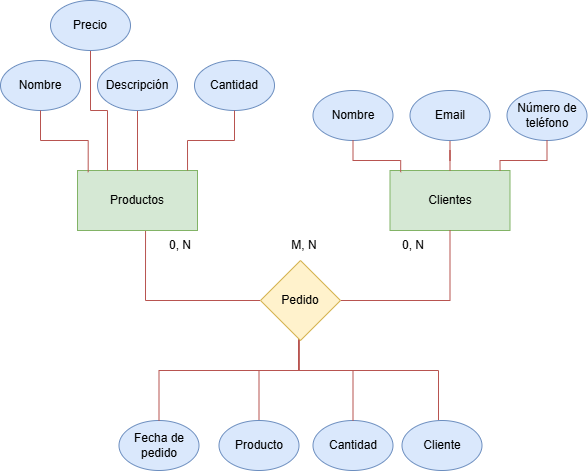 Precio
Nombre
Descripción
Cantidad
Nombre
Email
Número de
teléfono
Productos
Clientes
0, N
M, N
0, N
Pedido
Fecha de
pedido
Producto
Cantidad
Cliente